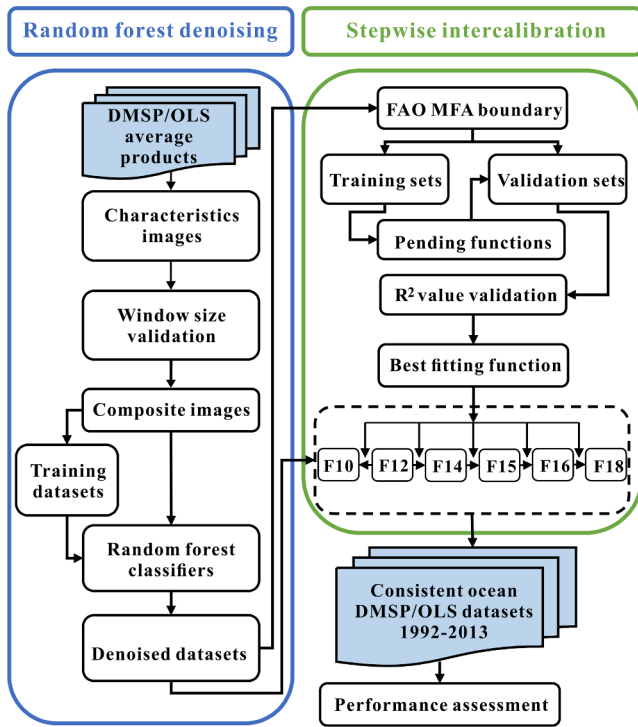 Random forest denoising
DMSP/OLS
average
products
Characteristics
images
Window size
validation
Composite images
Training
datasets
Random forest
classifiers
Denoised datasets
Stepwise intercalibration
FAO MFA boundary
Training sets
Validation sets
Pending functions
R² value validation
Best fitting function
F10
F12
F14
F15
F16
F18
Consistent ocean
DMSP/OLS datasets
1992-2013
Performance assessment